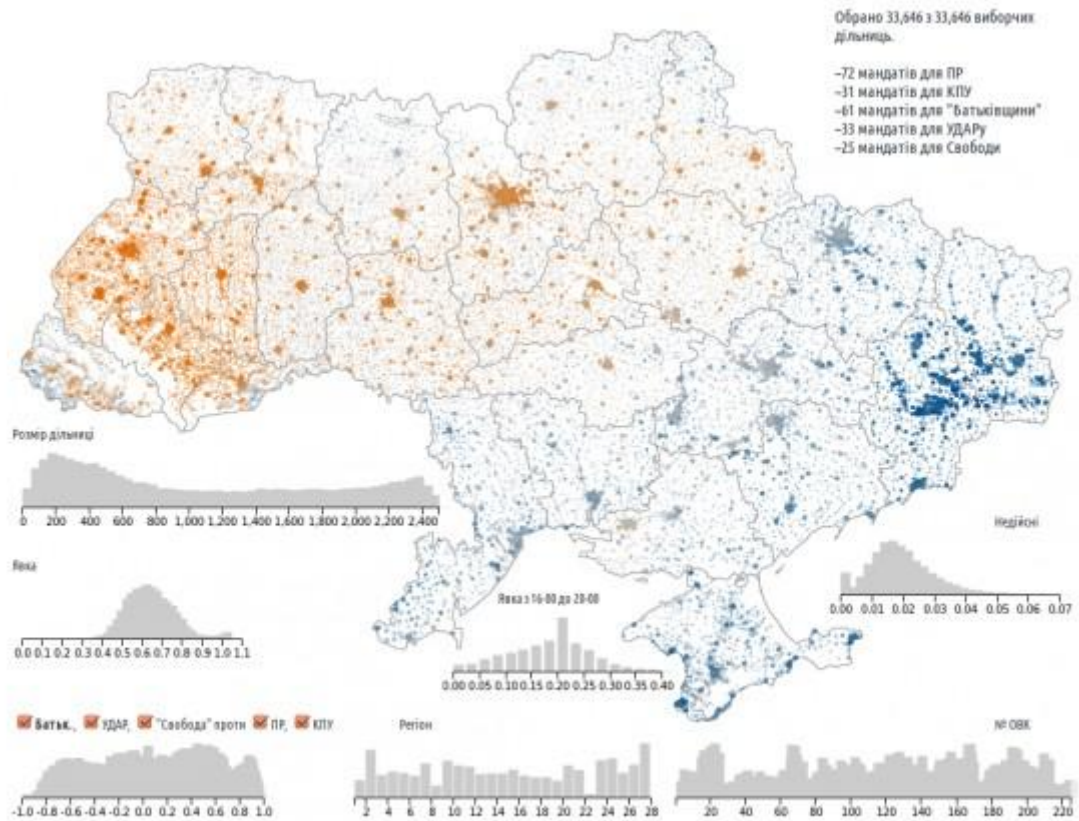 Обрано 33,646 з 33,646 виборчих
дільниць.
~72 мандатів для ПР
~31 мандатів для КПУ
~61 мандатів для "Батьківщини"
~33 мандатів для УДАРу
~25 мандатів для Свободи
Розмір дільниці
0 200 400 600 800 1,000 1,200 1,400 1,600 1,800 2,000 2,200 2,400
Недійсні
0.00 0.01 0.02 0.03 0.04 0.05 0.06 0.07
Явка
0.0 0.1 0.2 0.3 0.4 0.5 0.6 0.7 0.8 0.9 1.0 1.1
Явка з 16-00 до 20-00
0.00 0.05 0.10 0.15 0.20 0.25 0.30 0.35 0.40
Батьк., УДАР, "Свобода" проти ПР, КПУ
-1.0 -0.8 -0.6 -0.4 -0.2 0.0 0.2 0.4 0.6 0.8 1.0
Регіон
2 4 6 8 10 12 14 16 18 20 22 24 26 28
№ ОВК
20 40 60 80 100 120 140 160 180 200 220